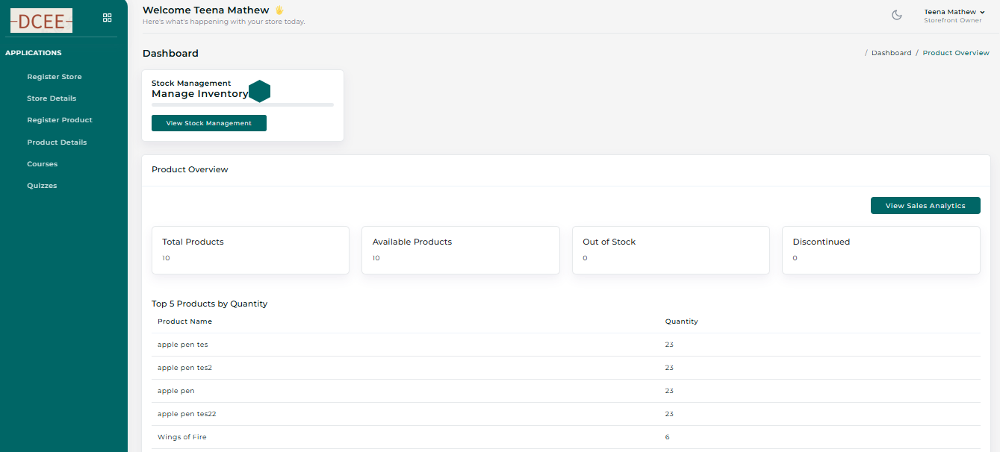 DCEE
APPLICATIONS
Register Store
Store Details
Register Product
Product Details
Courses
Quizzes
Welcome Teena Mathew 🖐
Here's what's happening with your store today.
Teena Mathew
Storefront Owner
Dashboard
/ Dashboard / Product Overview
Stock Management
Manage Inventory
View Stock Management
Product Overview
View Sales Analytics
Total Products
10
Available Products
10
Out of Stock
0
Discontinued
0
Top 5 Products by Quantity
Product Name Quantity
apple pen tes 23
apple pen tes2 23
apple pen 23
apple pen tes22 23
Wings of Fire 6